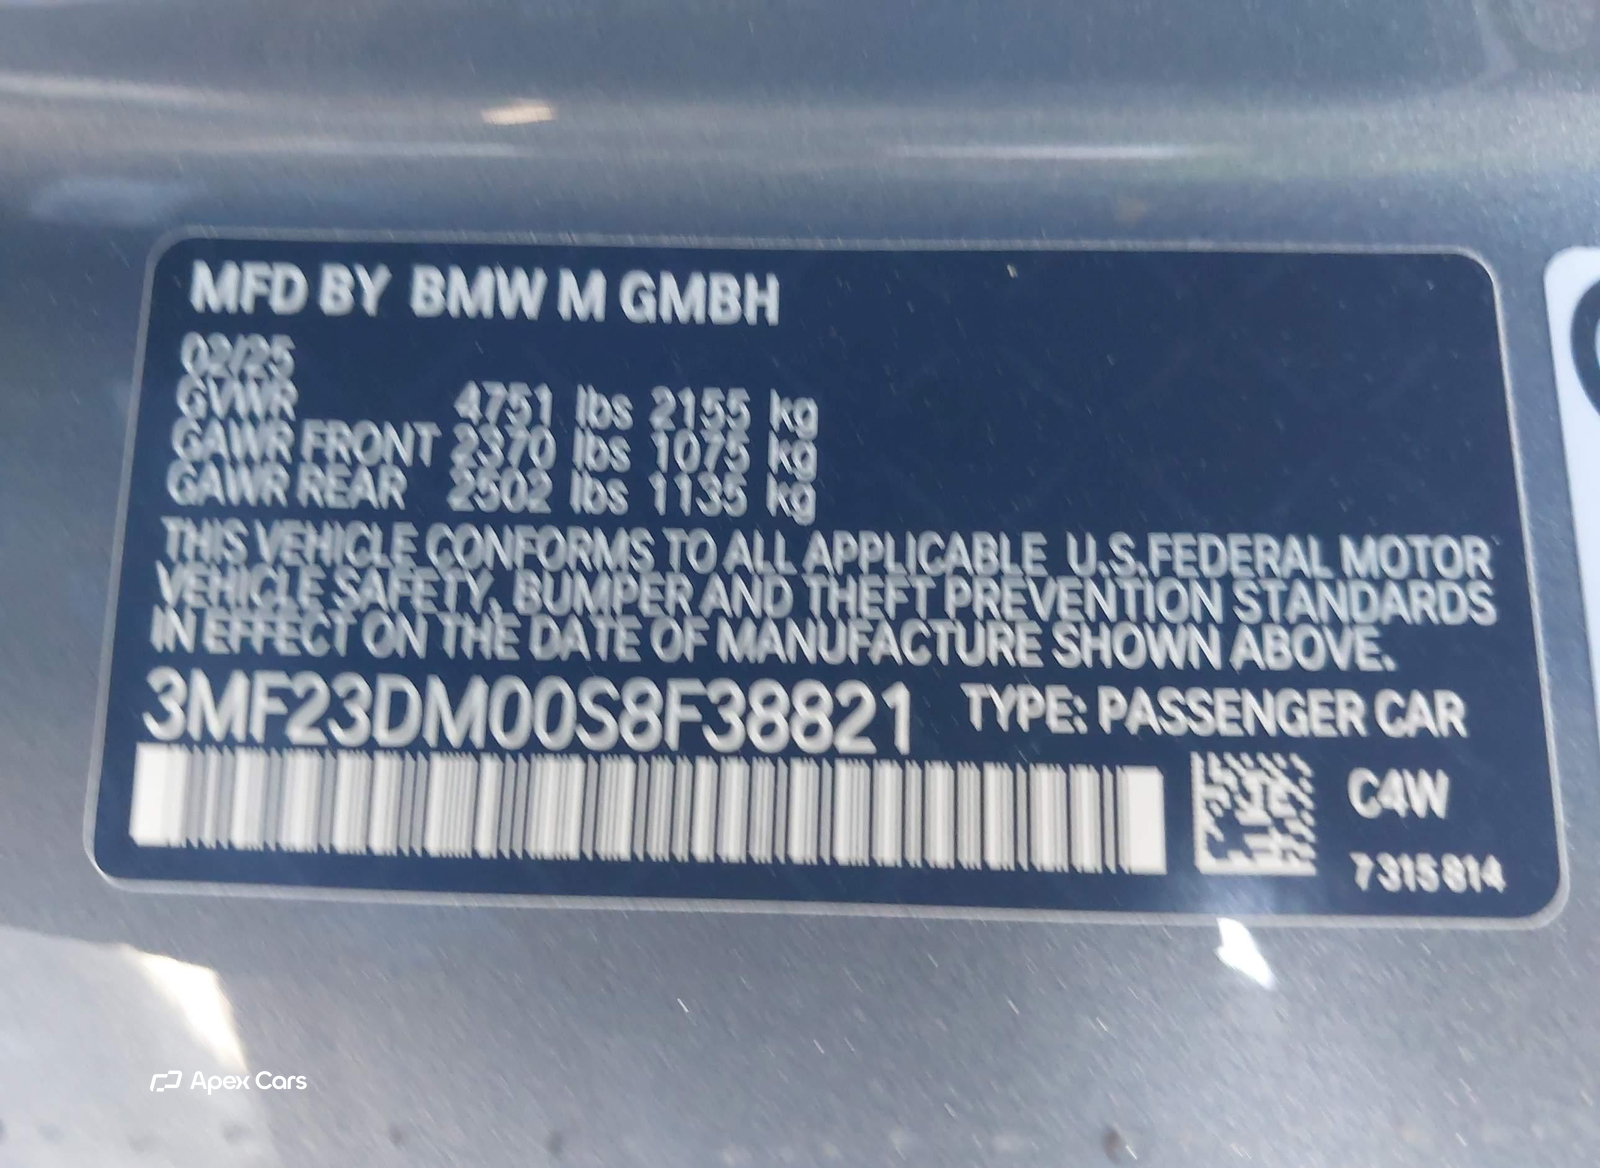 MFD BY BMW M GMBH
02/25
GVWR 4751 lbs 2155 kg
GAWR FRONT 2370 lbs 1075 kg
GAWR REAR 2502 lbs 1135 kg
THIS VEHICLE CONFORMS TO ALL APPLICABLE U.S.FEDERAL MOTOR
VEHICLE SAFETY, BUMPER AND THEFT PREVENTION STANDARDS
IN EFFECT ON THE DATE OF MANUFACTURE SHOWN ABOVE.
3MF23DM00S8F38821 TYPE: PASSENGER CAR
C4W
7 315 814
Apex Cars